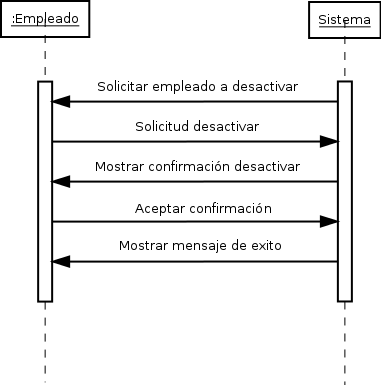 :Empleado
Sistema
Solicitar empleado a desactivar
Solicitud desactivar
Mostrar confirmación desactivar
Aceptar confirmación
Mostrar mensaje de exito